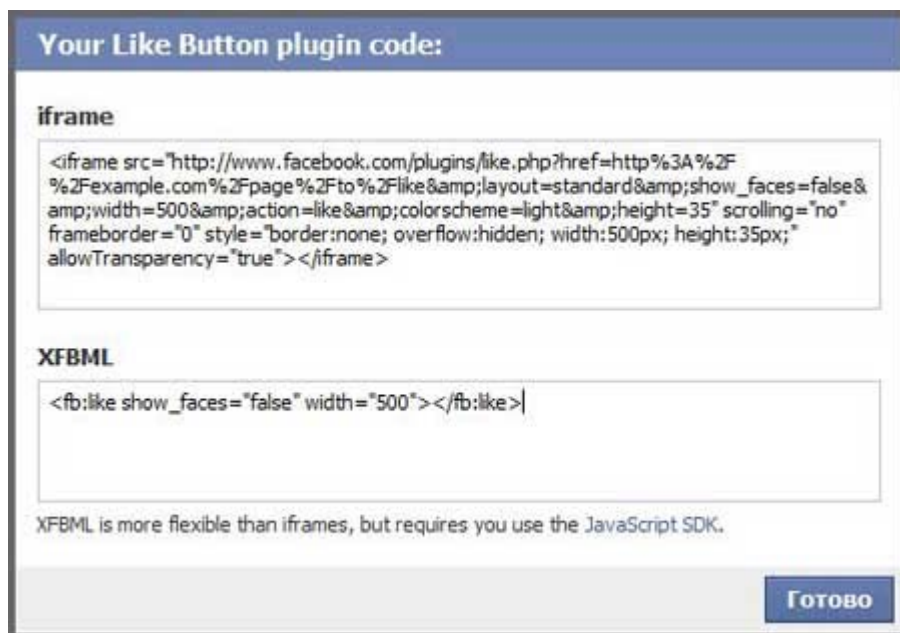 Your Like Button plugin code:
iframe
<iframe src="http://www.facebook.com/plugins/like.php?href=http%3A%2F
%2Fexample.com%2Fpage%2Fto%2Flike&amp;layout=standard&amp;show_faces=false&
amp;width=500&amp;action=like&amp;colorscheme=light&amp;height=35" scrolling="no"
frameborder="0" style="border:none; overflow:hidden; width:500px; height:35px;"
allowTransparency="true"></iframe>
XFBML
<fb:like show_faces="false" width="500"></fb:like>
XFBML is more flexible than iframes, but requires you use the JavaScript SDK.
Готово